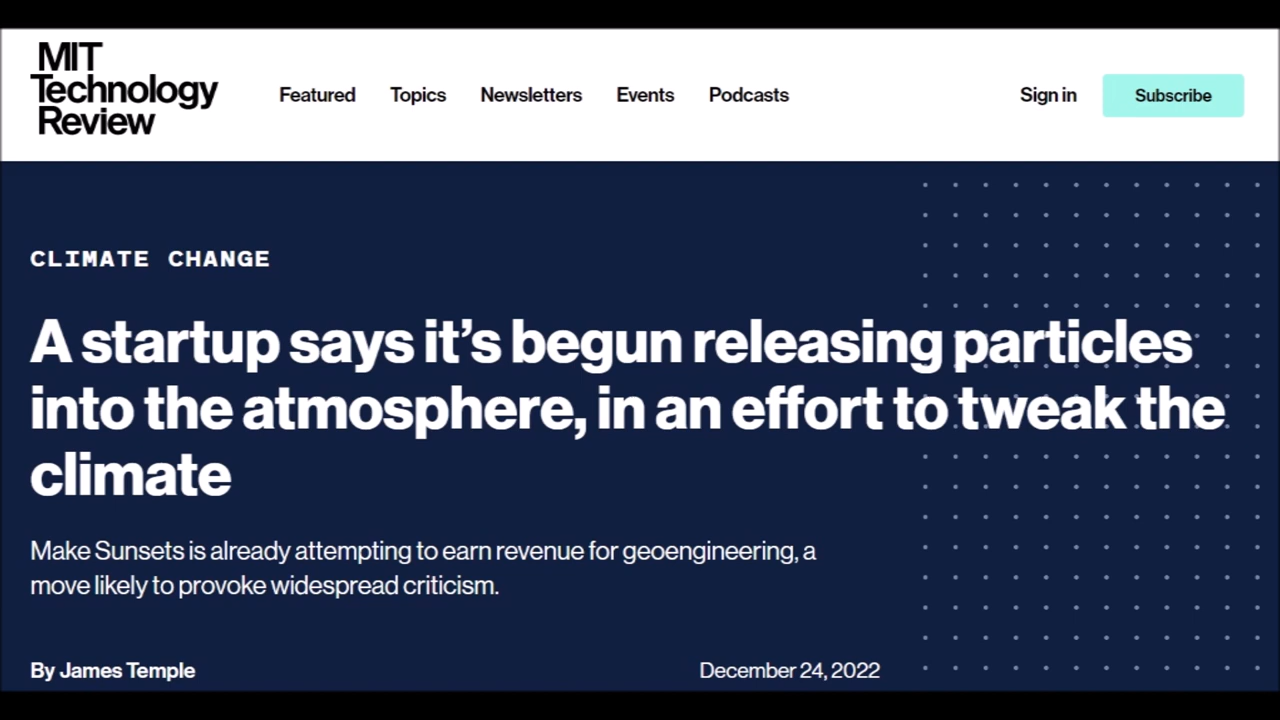 MIT
Technology
Review
Featured Topics Newsletters Events Podcasts Sign in Subscribe
CLIMATE CHANGE
A startup says it’s begun releasing particles
into the atmosphere, in an effort to tweak the
climate
Make Sunsets is already attempting to earn revenue for geoengineering, a
move likely to provoke widespread criticism.
By James Temple December 24, 2022